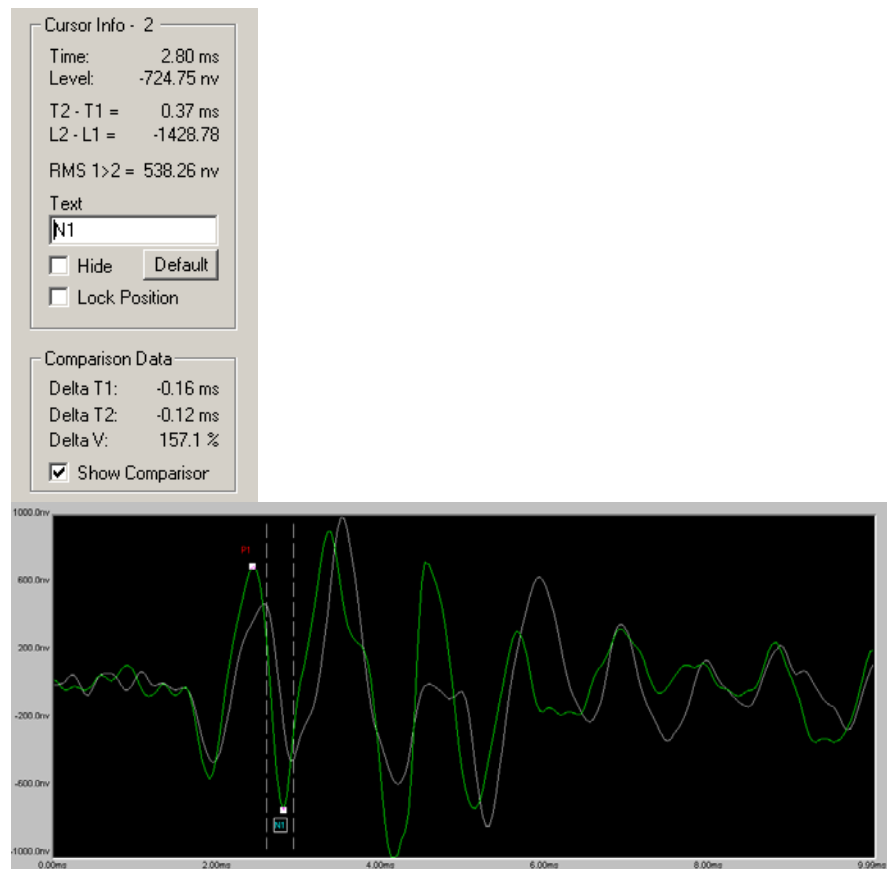 Cursor Info - 2
Time: 2.80 ms
Level: -724.75 nv
T2 - T1 = 0.37 ms
L2 - L1 = -1428.78
RMS 1>2 = 538.26 nv
Text
N1
Hide Default
Lock Position
Comparison Data
Delta T1: -0.16 ms
Delta T2: -0.12 ms
Delta V: 157.1 %
Show Comparisor
1000.0nv
P1
600.0nv
200.0nv
-200.0nv
-600.0nv
N1
-1000.0nv
0.00ms 2.00ms 4.00ms 6.00ms 8.00ms 9.99ms